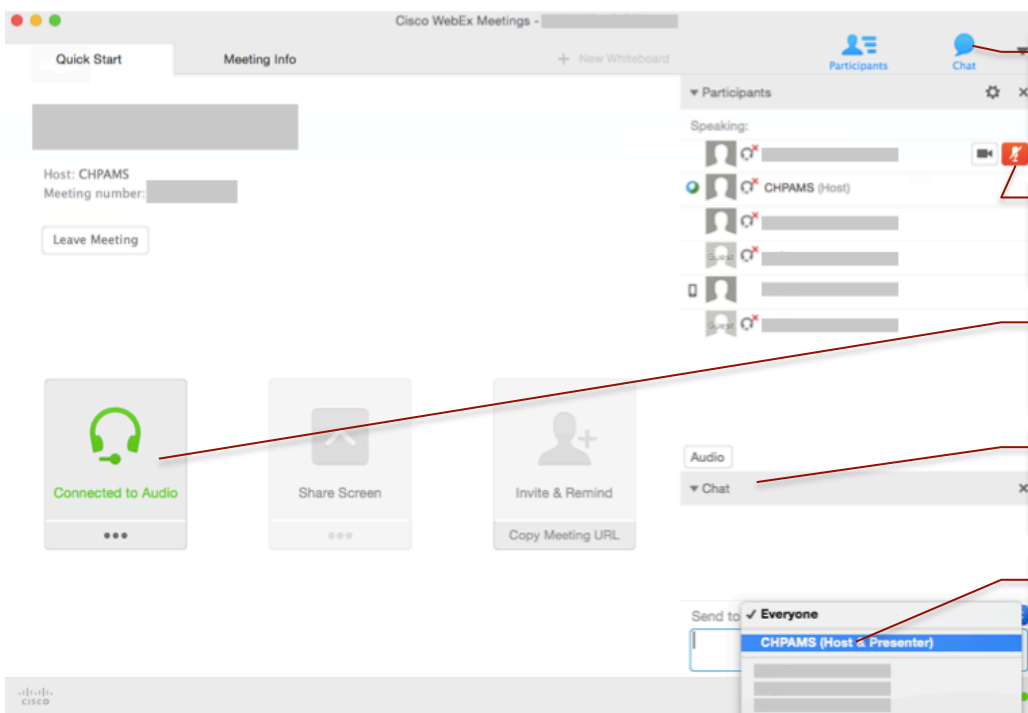 Cisco WebEx Meetings -
Quick Start
Meeting Info
+ New Whiteboard
Participants
Chat
Participants
Speaking:
Host: CHPAMS
Meeting number:
CHPAMS (Host)
Leave Meeting
Guest
Guest
Audio
Connected to Audio
Share Screen
Invite & Remind
Chat
Copy Meeting URL
Send to
✓ Everyone
CHPAMS (Host & Presenter)
cisco